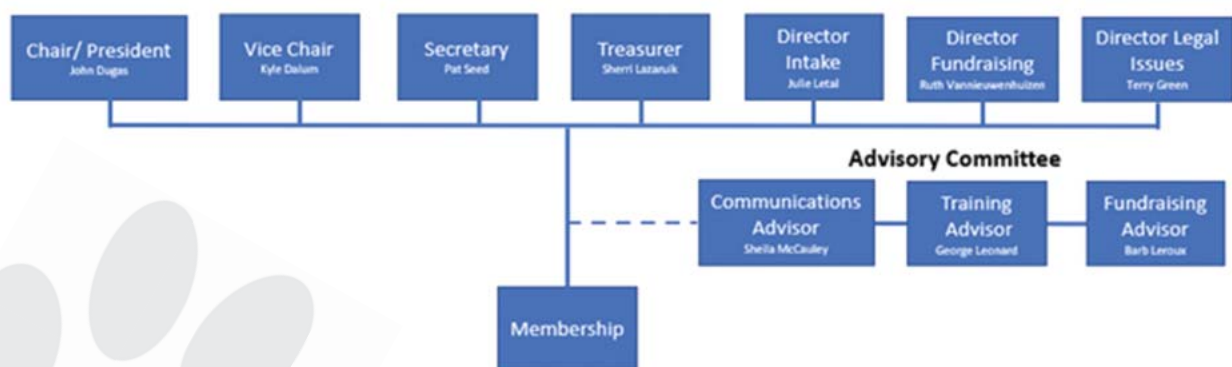 Chair/ President
John Dugas
Vice Chair
Kyle Dalum
Secretary
Pat Seed
Treasurer
Sherri Lazaruik
Director
Intake
Julie Letal
Director
Fundraising
Ruth Vannieuwenhuizen
Director Legal
Issues
Terry Green
Advisory Committee
Communications
Advisor
Sheila McCauley
Training
Advisor
George Leonard
Fundraising
Advisor
Barb Leroux
Membership